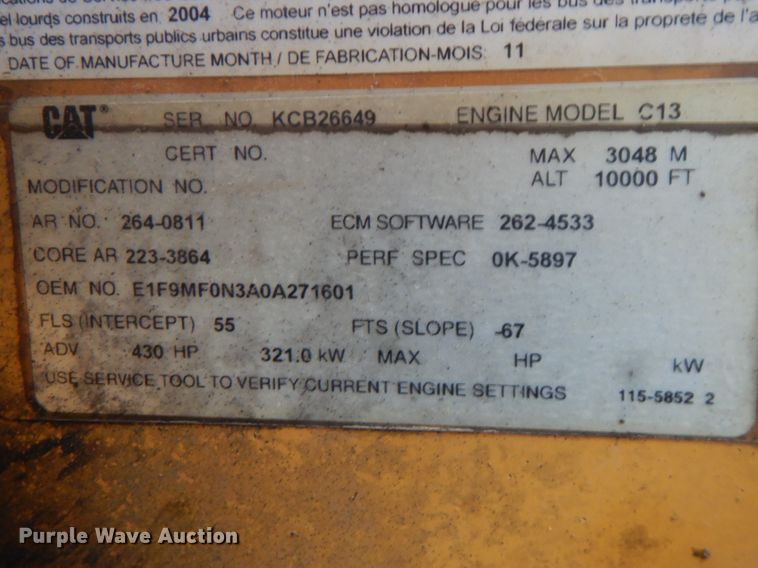 el lourds construits en 2004 Ce moteur n'est pas homologué pour les bus des transports
s bus des transports publics urbains constitue une violation de la Loi fédérale sur la propreté de l'a
DATE OF MANUFACTURE MONTH / DE FABRICATION-MOIS: 11
CAT® SER NO. KCB26649 ENGINE MODEL C13
CERT NO. MAX 3048 M
MODIFICATION NO. ALT 10000 FT
AR NO. 264-0811 ECM SOFTWARE 262-4533
CORE AR 223-3864 PERF SPEC 0K-5897
OEM NO. E1F9MF0N3A0A271601
FLS (INTERCEPT) 55 FTS (SLOPE) -67
ADV 430 HP 321.0 kW MAX HP kW
USE SERVICE TOOL TO VERIFY CURRENT ENGINE SETTINGS 115-5852 2
Purple Wave Auction